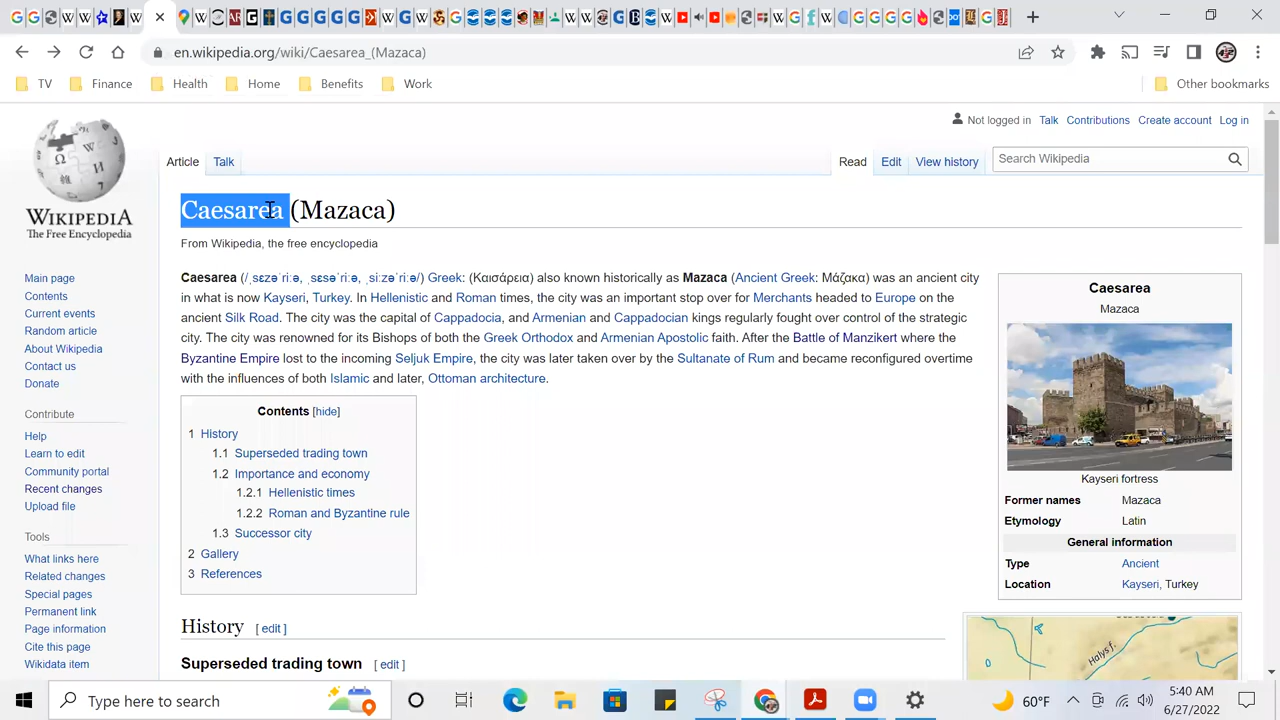 en.wikipedia.org/wiki/Caesarea_(Mazaca)
TV Finance Health Home Benefits Work Other bookmarks
Not logged in Talk Contributions Create account Log in
Article Talk Read Edit View history Search Wikipedia
WIKIPEDIA
The Free Encyclopedia
Main page
Contents
Current events
Random article
About Wikipedia
Contact us
Donate
Contribute
Help
Learn to edit
Community portal
Recent changes
Upload file
Tools
What links here
Related changes
Special pages
Permanent link
Page information
Cite this page
Wikidata item
Caesarea (Mazaca)
From Wikipedia, the free encyclopedia
Caesarea (/ˌsɛzəˈriːə, ˌsɛsəˈriːə, ˌsiːzəˈriːə/) Greek: (Καισάρεια) also known historically as Mazaca (Ancient Greek: Μάζακα) was an ancient city
in what is now Kayseri, Turkey. In Hellenistic and Roman times, the city was an important stop over for Merchants headed to Europe on the
ancient Silk Road. The city was the capital of Cappadocia, and Armenian and Cappadocian kings regularly fought over control of the strategic
city. The city was renowned for its Bishops of both the Greek Orthodox and Armenian Apostolic faith. After the Battle of Manzikert where the
Byzantine Empire lost to the incoming Seljuk Empire, the city was later taken over by the Sultanate of Rum and became reconfigured overtime
with the influences of both Islamic and later, Ottoman architecture.
Contents [hide]
1 History
1.1 Superseded trading town
1.2 Importance and economy
1.2.1 Hellenistic times
1.2.2 Roman and Byzantine rule
1.3 Successor city
2 Gallery
3 References
History [ edit ]
Superseded trading town [ edit ]
Caesarea
Mazaca
Kayseri fortress
Former names Mazaca
Etymology Latin
General information
Type Ancient
Location Kayseri, Turkey
Halys f.
Type here to search
60°F
5:40 AM
6/27/2022